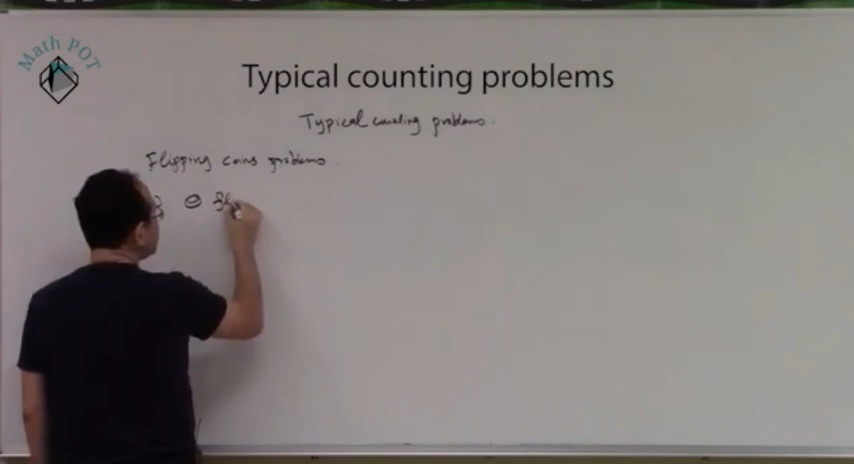 Math POT
Typical counting problems
Typical counting problems.
Flipping coins problems.